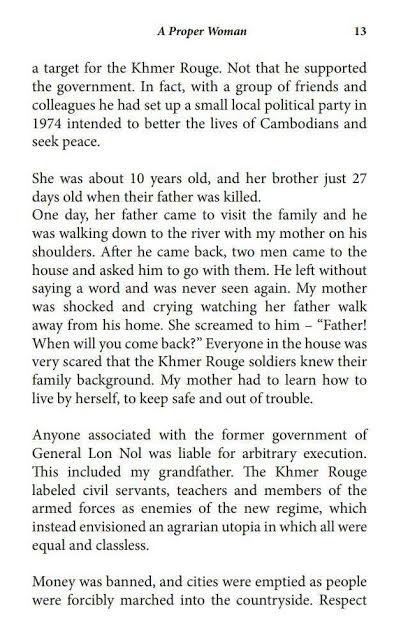 A Proper Woman 13
a target for the Khmer Rouge. Not that he supported
the government. In fact, with a group of friends and
colleagues he had set up a small local political party in
1974 intended to better the lives of Cambodians and
seek peace.
She was about 10 years old, and her brother just 27
days old when their father was killed.
One day, her father came to visit the family and he
was walking down to the river with my mother on his
shoulders. After he came back, two men came to the
house and asked him to go with them. He left without
saying a word and was never seen again. My mother
was shocked and crying watching her father walk
away from his home. She screamed to him – “Father!
When will you come back?” Everyone in the house was
very scared that the Khmer Rouge soldiers knew their
family background. My mother had to learn how to
live by herself, to keep safe and out of trouble.
Anyone associated with the former government of
General Lon Nol was liable for arbitrary execution.
This included my grandfather. The Khmer Rouge
labeled civil servants, teachers and members of the
armed forces as enemies of the new regime, which
instead envisioned an agrarian utopia in which all were
equal and classless.
Money was banned, and cities were emptied as people
were forcibly marched into the countryside. Respect